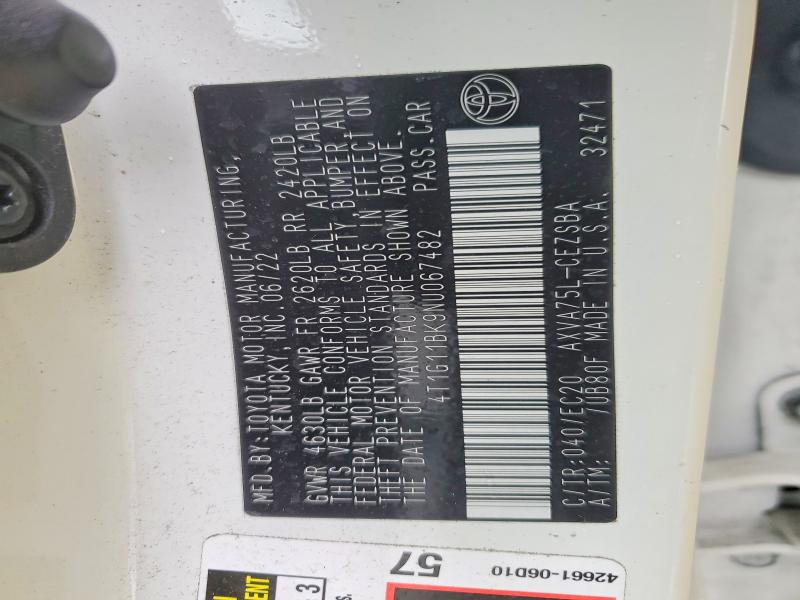 MFD.BY:TOYOTA MOTOR MANUFACTURING,
KENTUCKY INC. 06/22
GVWR 4630LB GAWR FR 2620LB RR 2420LB
THIS VEHICLE CONFORMS TO ALL APPLICABLE
FEDERAL MOTOR VEHICLE SAFETY, BUMPER, AND
THEFT PREVENTION STANDARDS IN EFFECT ON
THE DATE OF MANUFACTURE SHOWN ABOVE.
4T1G11BK9NU067482 PASS.CAR
C/TR:040/EC20 AXVA75L-CEZSBA
A/TM: /UB80F MADE IN U.S.A. 32471
57
42661-06D10
3